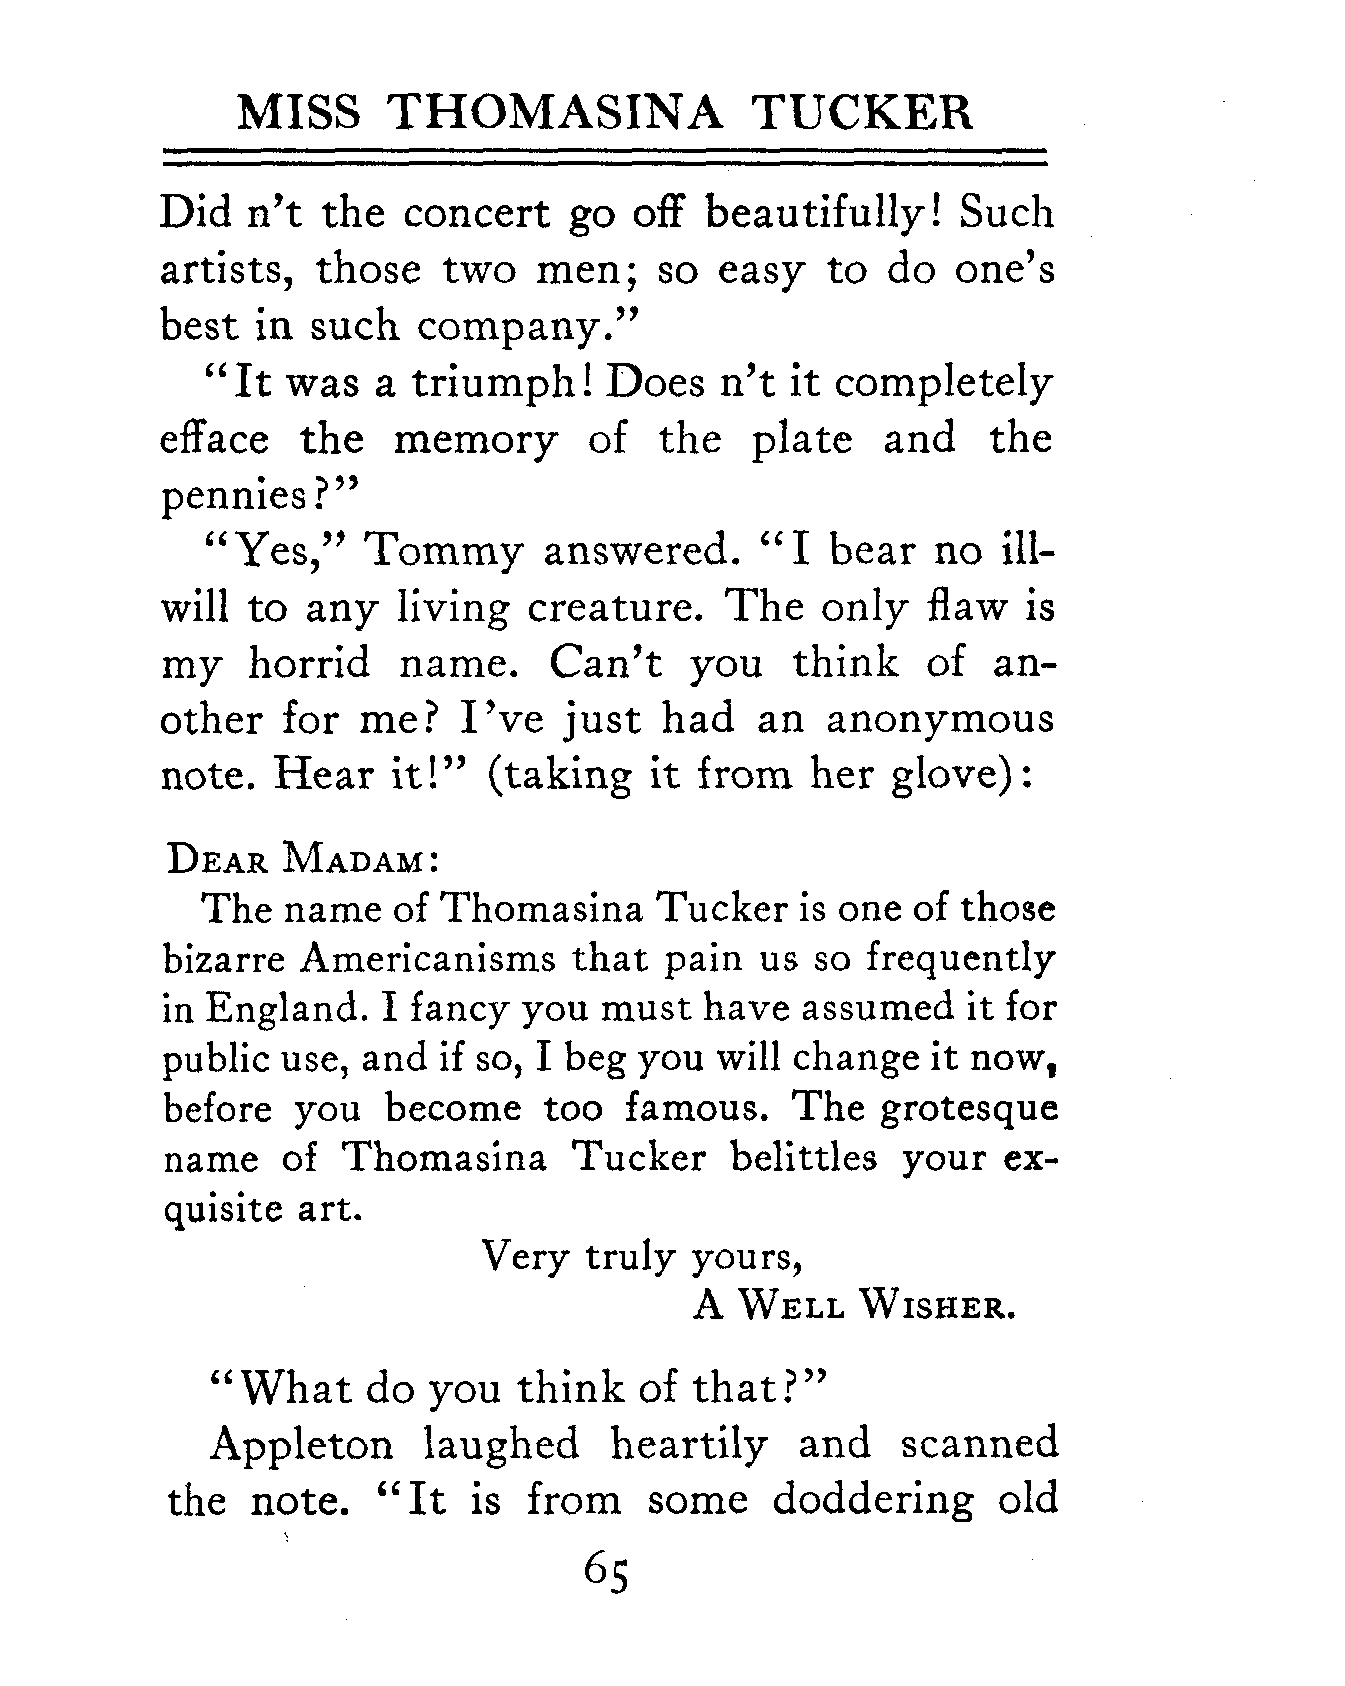 MISS THOMASINA TUCKER
Did n't the concert go off beautifully! Such
artists, those two men; so easy to do one's
best in such company."
"It was a triumph! Does n't it completely
efface the memory of the plate and the
pennies?"
"Yes," Tommy answered. "I bear no ill-
will to any living creature. The only flaw is
my horrid name. Can't you think of an-
other for me? I've just had an anonymous
note. Hear it!" (taking it from her glove):
DEAR MADAM:
The name of Thomasina Tucker is one of those
bizarre Americanisms that pain us so frequently
in England. I fancy you must have assumed it for
public use, and if so, I beg you will change it now,
before you become too famous. The grotesque
name of Thomasina Tucker belittles your ex-
quisite art.
Very truly yours,
A WELL WISHER.
"What do you think of that?"
Appleton laughed heartily and scanned
the note. "It is from some doddering old
65